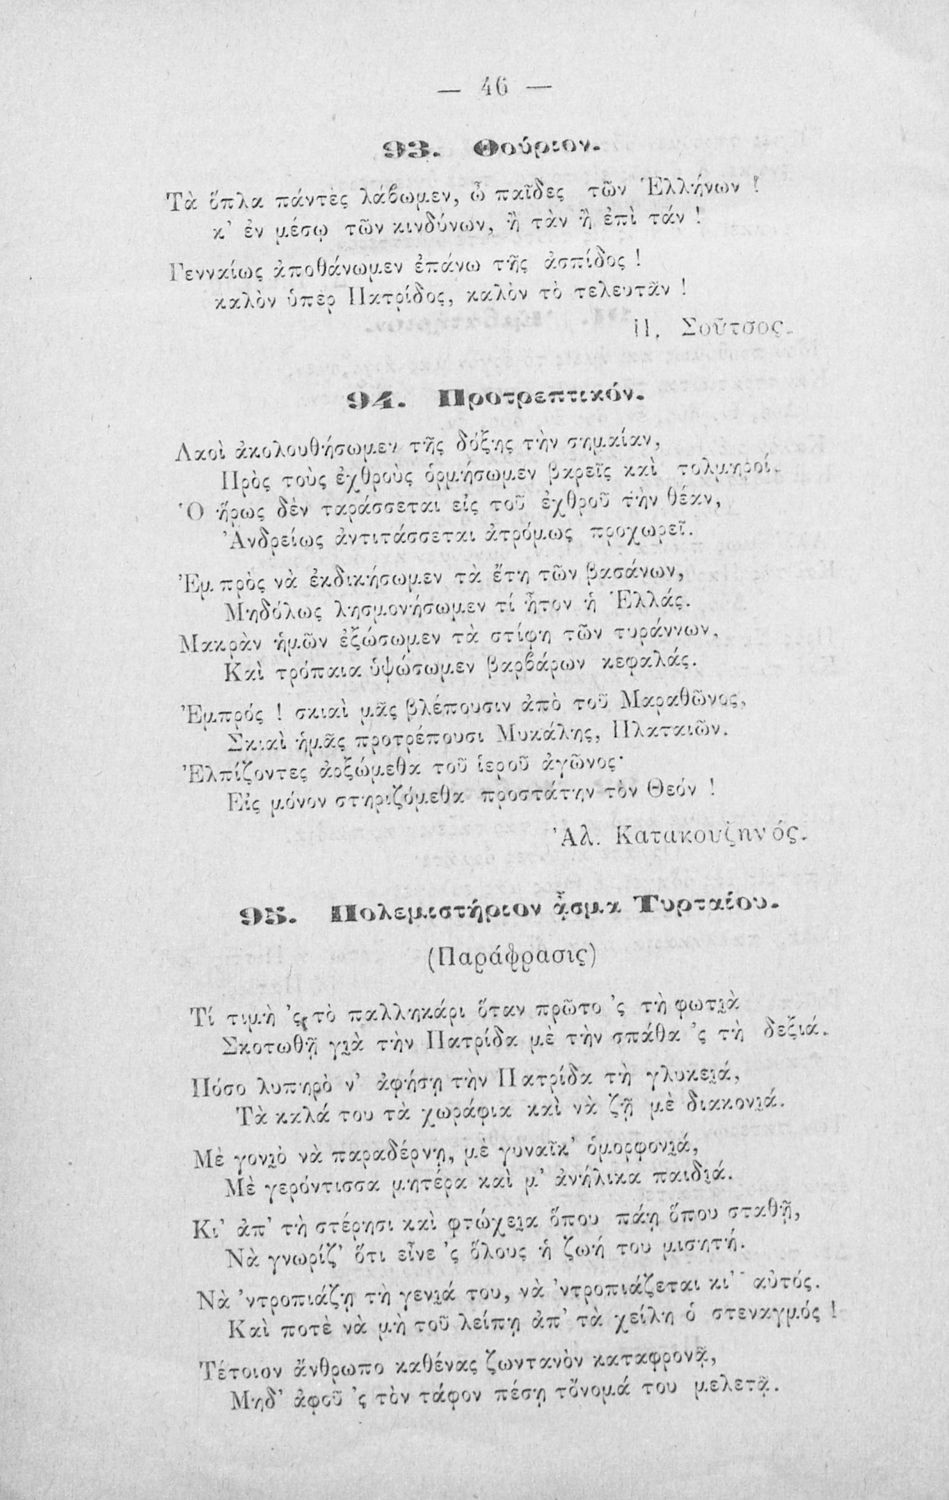 — 46 —
93. Θούριον.
Τὰ ὅπλα πάντες λάβωμεν, ὦ παῖδες τῶν Ἑλλήνων !
κ' ἐν μέσῳ τῶν κινδύνων, ἢ τὰν ἢ ἐπὶ τάν !
Γενναίως ἀποθάνωμεν ἐπάνω τῆς ἀσπίδος !
καλὸν ὑπὲρ Πατρίδος, καλὸν τὸ τελευτᾶν !
Π. Σοῦτσος.
94. Προτρεπτικόν.
Λαοὶ ἀκολουθήσωμεν τῆς δόξης τὴν σημαίαν,
Πρὸς τοὺς ἐχθροὺς ὁρμήσωμεν βαρεῖς καὶ τολμηροί.
Ὁ ἥρως δὲν ταράσσεται εἰς τοῦ ἐχθροῦ τὴν θέαν,
Ἀνδρείως ἀντιτάσσεται ἀτρόμως προχωρεῖ.
Ἐμπρὸς νὰ ἐκδικήσωμεν τὰ ἔτη τῶν βασάνων,
Μηδόλως λησμονήσωμεν τί ἦτον ἡ Ἑλλάς.
Μακρὰν ἡμῶν ἐξώσωμεν τὰ στίφη τῶν τυράννων,
Καὶ τρόπαια ὑψώσωμεν βαρβάρων κεφαλάς.
Ἐμπρός ! σκιαὶ μᾶς βλέπουσιν ἀπὸ τοῦ Μαραθῶνος,
Σκιαὶ ἡμᾶς προτρέπουσι Μυκάλης, Πλαταιῶν.
Ἐλπίζοντες ἀρξώμεθα τοῦ ἱεροῦ ἀγῶνος·
Εἰς μόνον στηριζόμεθα προστάτην τὸν Θεόν !
Ἀλ. Κατακουζηνός.
95. Πολεμιστήριον ᾆσμα Τυρταίου.
(Παράφρασις)
Τί τιμὴ 'ς τὸ παλληκάρι ὅταν πρῶτο 'ς τὴ φωτιὰ
Σκοτωθῇ γιὰ τὴν Πατρίδα μὲ τὴν σπάθα 'ς τὴ δεξιά.
Πόσο λυπηρὸ ν' ἀφήσῃ τὴν Πατρίδα τὴ γλυκειά,
Τὰ καλά του τὰ χωράφια καὶ νὰ ζῇ μὲ διακονιά.
Μὲ γονιὸ νὰ παραδέρνῃ, μὲ γυναῖκ' ὁμορφονιά,
Μὲ γερόντισσα μητέρα καὶ μ' ἀνήλικα παιδιά.
Κι' ἀπ' τὴ στέρησι καὶ φτώχεια ὅπου πάῃ ὅπου σταθῇ,
Νὰ γνωρίζ' ὅτι εἶνε 'ς ὅλους ἡ ζωή του μισητή.
Νὰ 'ντροπιάζῃ τὴ γενιά του, νὰ 'ντροπιάζεται κι' αὐτός.
Καὶ ποτὲ νὰ μὴ τοῦ λείπῃ ἀπ' τὰ χείλη ὁ στεναγμός !
Τέτοιον ἄνθρωπο καθένας ζωντανὸν καταφρονᾷ,
Μηδ' ἀφοῦ 'ς τὸν τάφον πέσῃ τὄνομά του μελετᾷ.